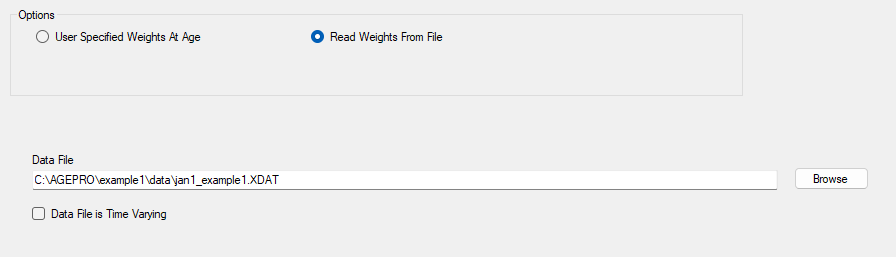 Options
User Specified Weights At Age
Read Weights From File
Data File
C:\AGEPRO\example1\data\jan1_example1.XDAT
Browse
Data File is Time Varying